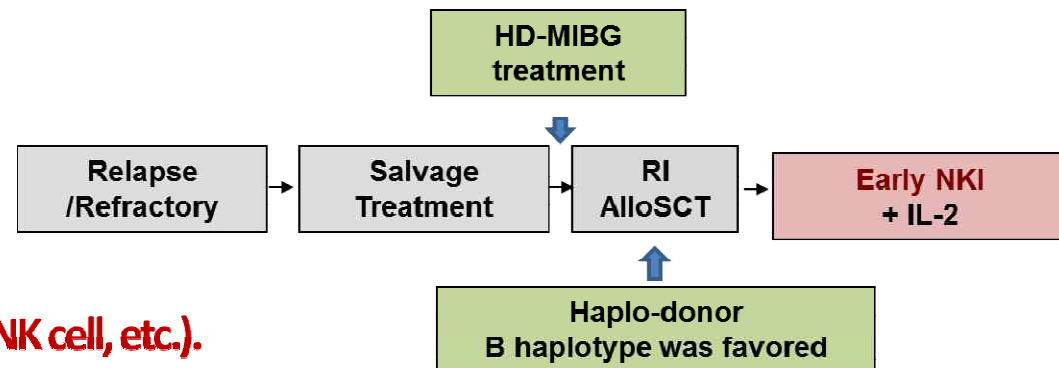 HD-MIBG
treatment
Relapse
/Refractory
Salvage
Treatment
RI
AlloSCT
Early NKI
+ IL-2
Haplo-donor
B haplotype was favored
NK cell, etc.).